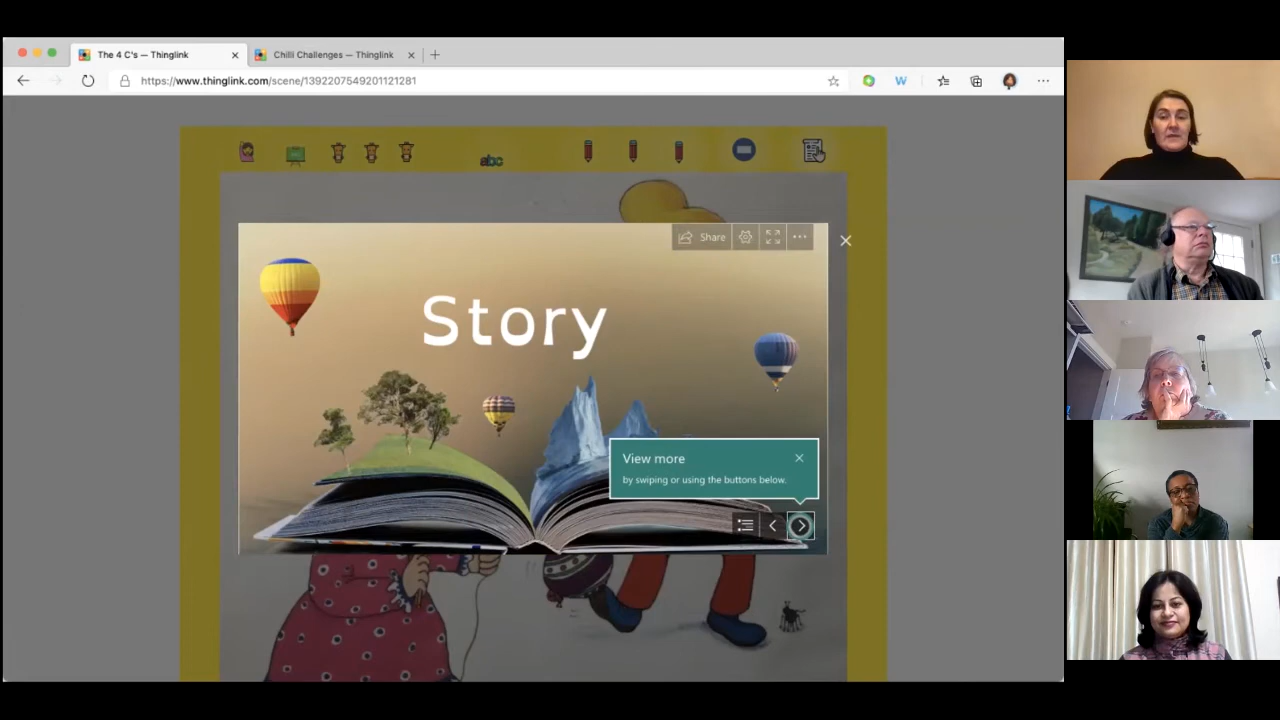 The 4 C's — Thinglink
Chilli Challenges — Thinglink
https://www.thinglink.com/scene/1392207549201121281
W
abc
Share
Story
View more
by swiping or using the buttons below.